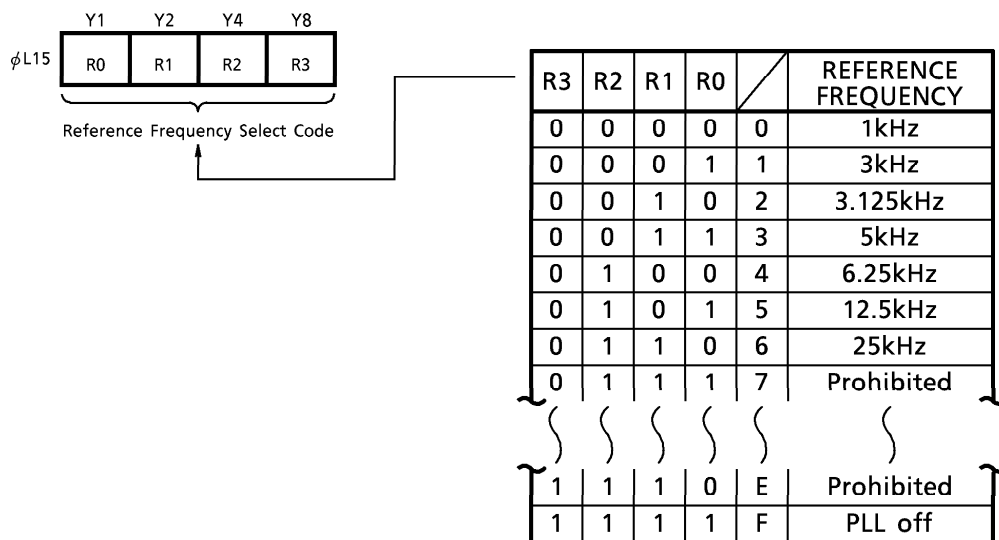 Y1 Y2 Y4 Y8
φL15 R0 R1 R2 R3
Reference Frequency Select Code
R3 R2 R1 R0 REFERENCE FREQUENCY
0 0 0 0 0 1kHz
0 0 0 1 1 3kHz
0 0 1 0 2 3.125kHz
0 0 1 1 3 5kHz
0 1 0 0 4 6.25kHz
0 1 0 1 5 12.5kHz
0 1 1 0 6 25kHz
0 1 1 1 7 Prohibited
1 1 1 0 E Prohibited
1 1 1 1 F PLL off